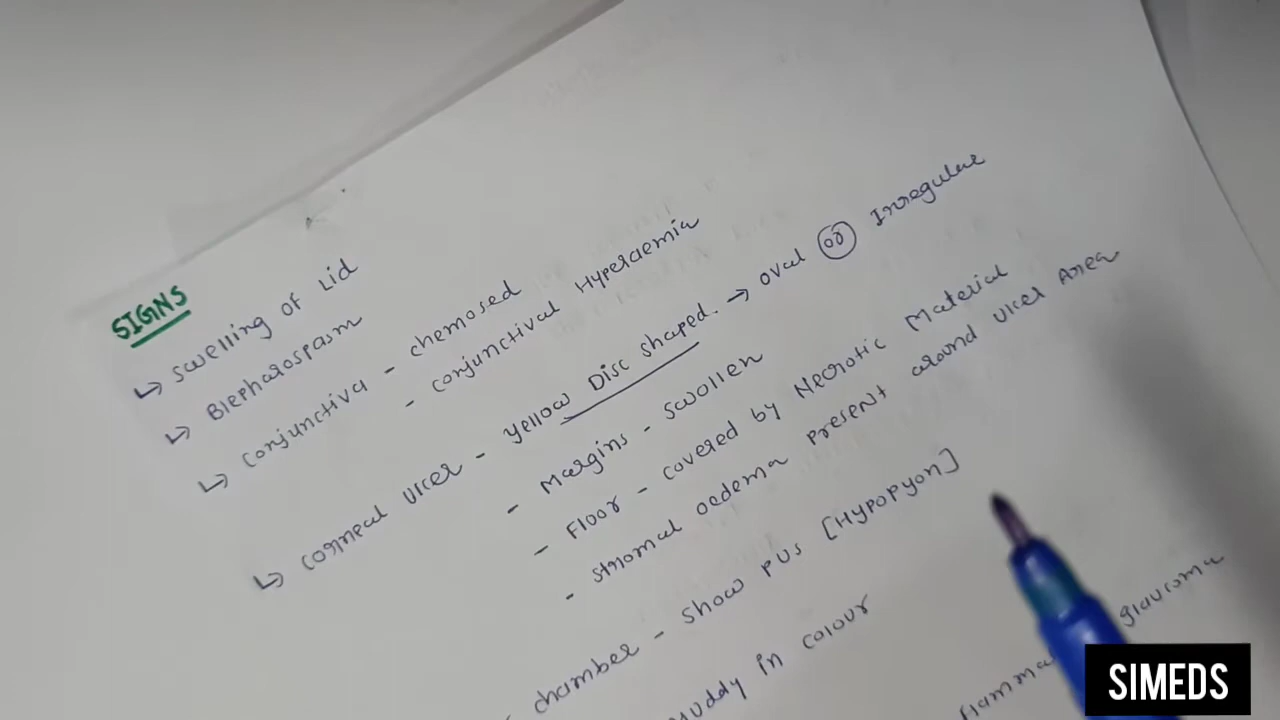 SIGNS
↳ Swelling of Lid
↳ Blepharospasm
↳ Conjunctiva - chemosed
- conjunctival Hyperaemia
↳ Corneal Ulcer - Yellow Disc shaped. → oval (or) Irregular
- Margins - swollen
- Floor - covered by Necrotic Material
- Stromal oedema present around Ulcer Area
chamber - show Pus [Hypopyon]
in colour
glaucoma
SIMEDS